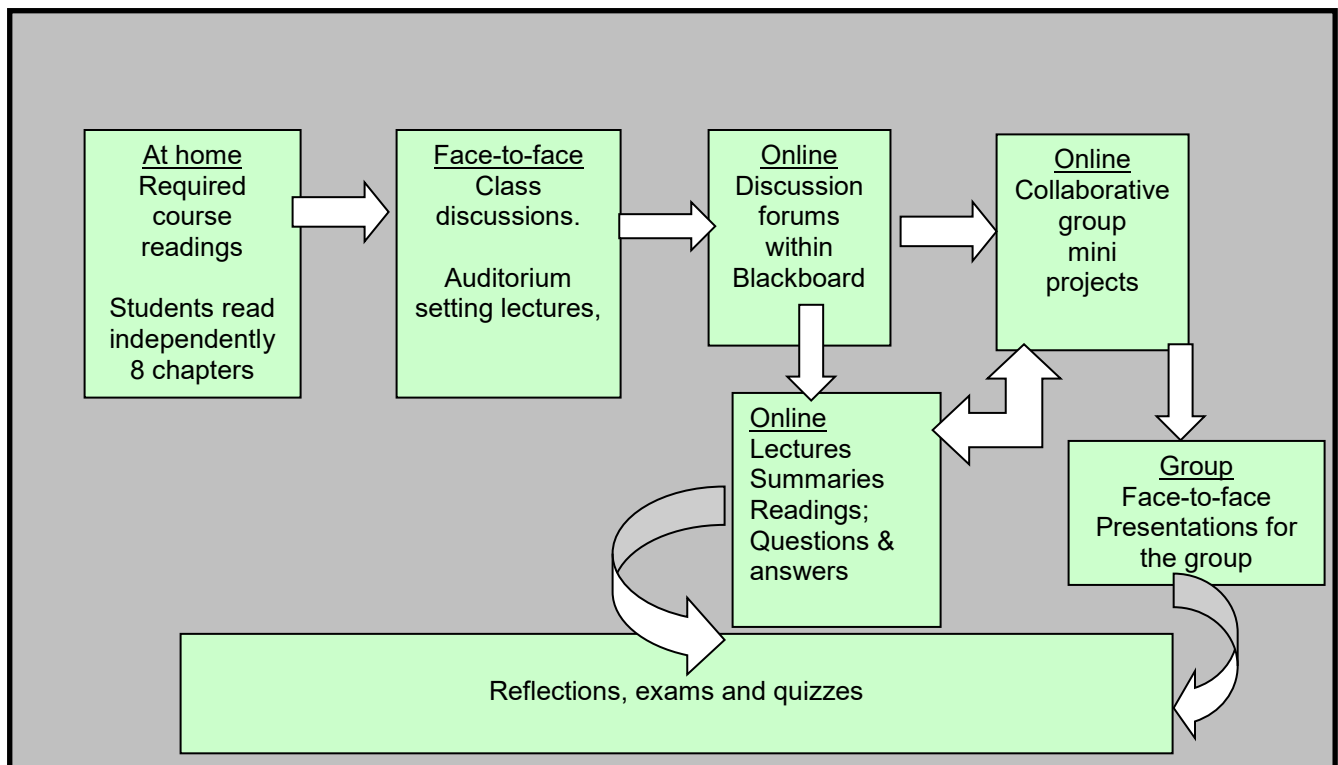 At home
Required
course
readings
Students read
independently
8 chapters
Face-to-face
Class
discussions.
Auditorium
setting lectures,
Online
Discussion
forums
within
Blackboard
Online
Collaborative
group
mini
projects
Online
Lectures
Summaries
Readings;
Questions &
answers
Group
Face-to-face
Presentations for
the group
Reflections, exams and quizzes